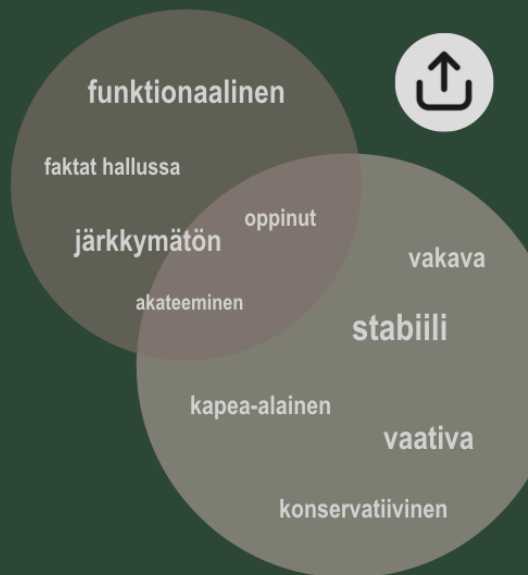 funktionaalinen
faktat hallussa
oppinut
järkkymätön
vakava
akateeminen
stabiili
kapea-alainen
vaativa
konservatiivinen